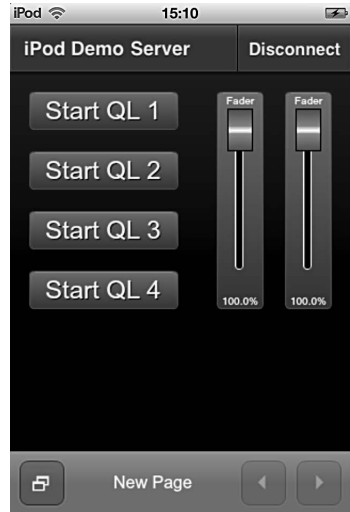 iPod 15:10
iPod Demo Server Disconnect
Start QL 1
Start QL 2
Start QL 3
Start QL 4
Fader Fader
100.0% 100.0%
New Page